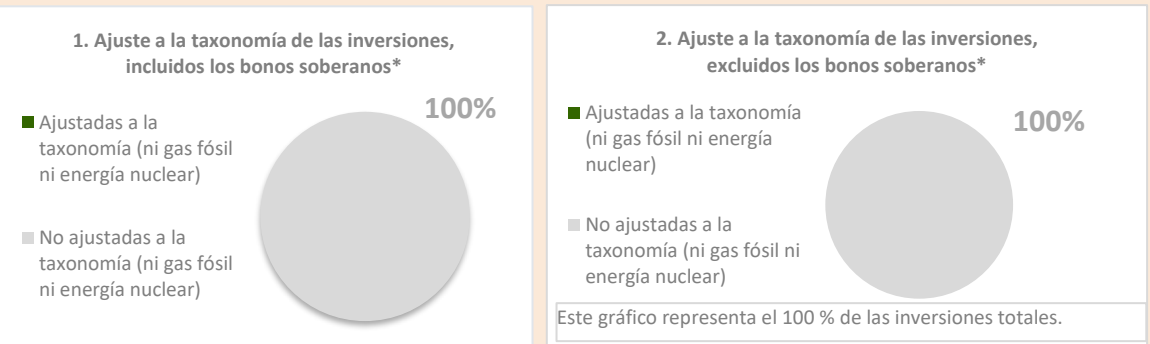 1. Ajuste a la taxonomía de las inversiones,
incluidos los bonos soberanos*
100%
Ajustadas a la
taxonomía (ni gas fósil
ni energía nuclear)
No ajustadas a la
taxonomía (ni gas fósil
ni energía nuclear)
2. Ajuste a la taxonomía de las inversiones,
excluidos los bonos soberanos*
Ajustadas a la taxonomía
(ni gas fósil ni energía
nuclear)
100%
No ajustadas a la
taxonomía (ni gas fósil ni
energía nuclear)
Este gráfico representa el 100 % de las inversiones totales.